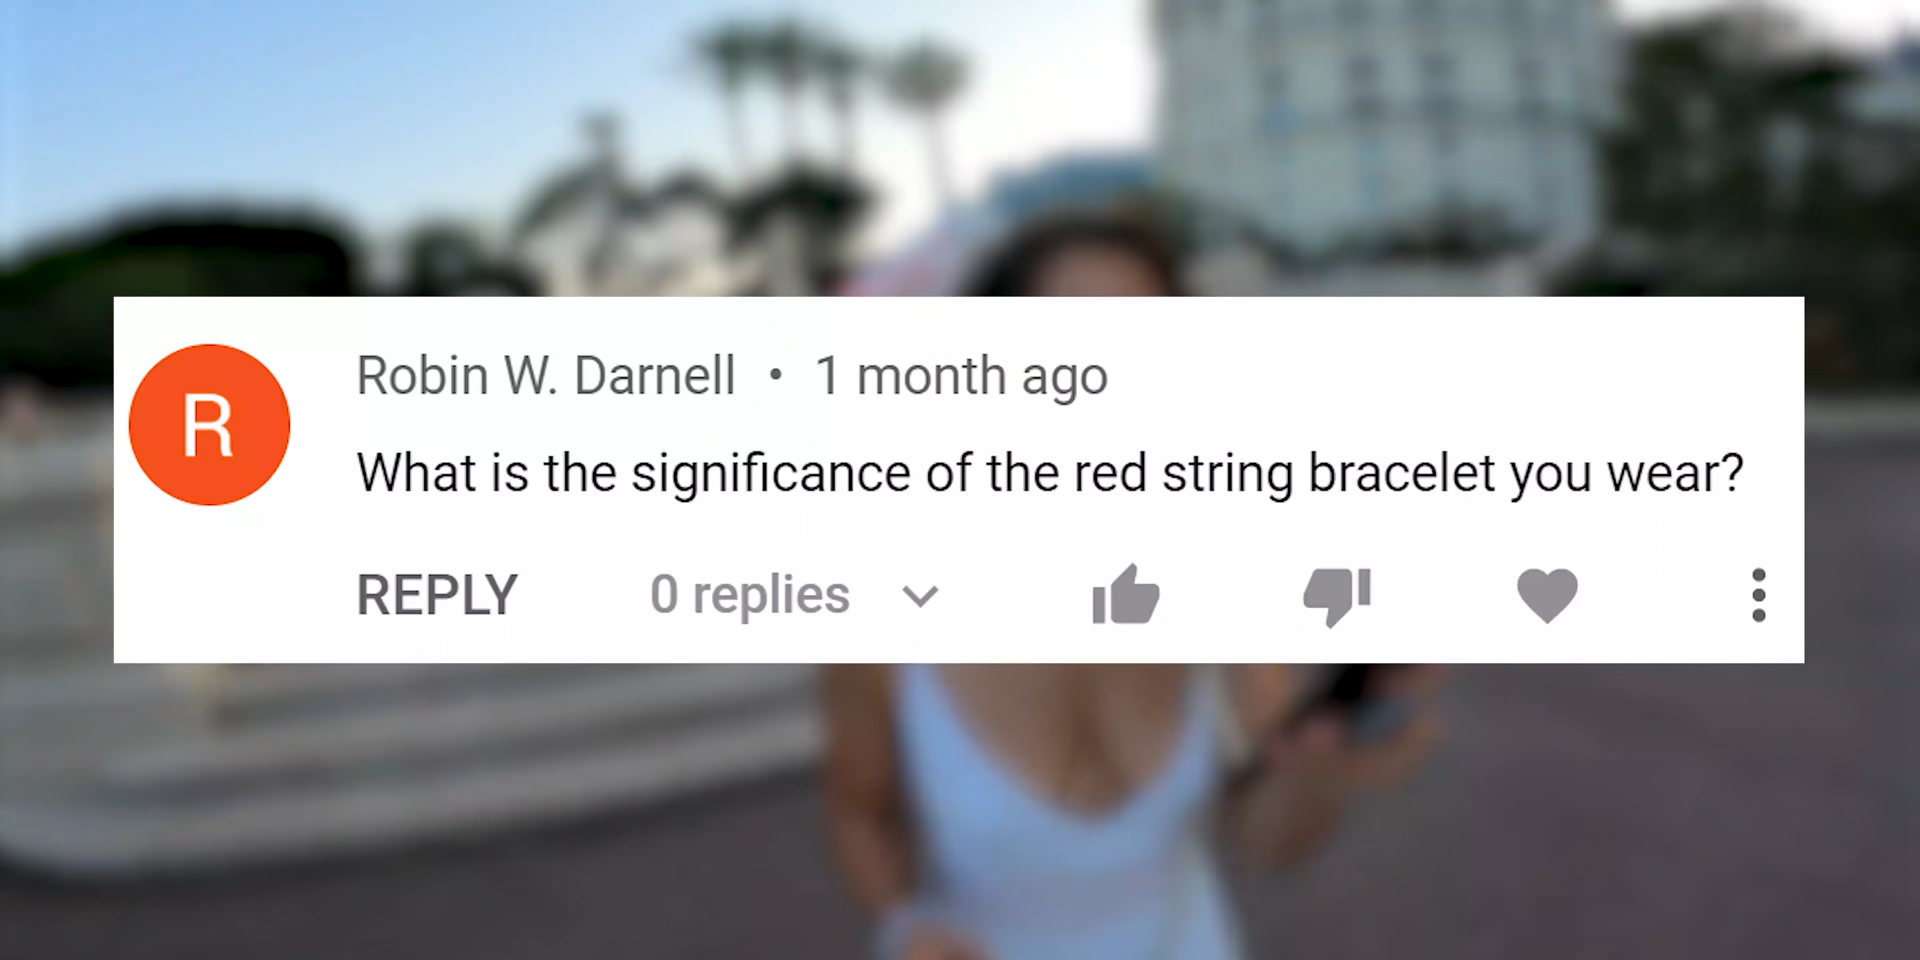 R
Robin W. Darnell • 1 month ago
What is the significance of the red string bracelet you wear?
REPLY 0 replies